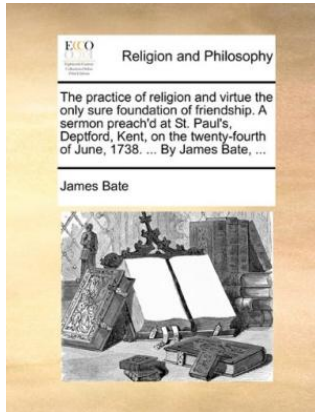 ECCO
Religion and Philosophy
The practice of religion and virtue the
only sure foundation of friendship. A
sermon preach'd at St. Paul's,
Deptford, Kent, on the twenty-fourth
of June, 1738. ... By James Bate, ...
James Bate